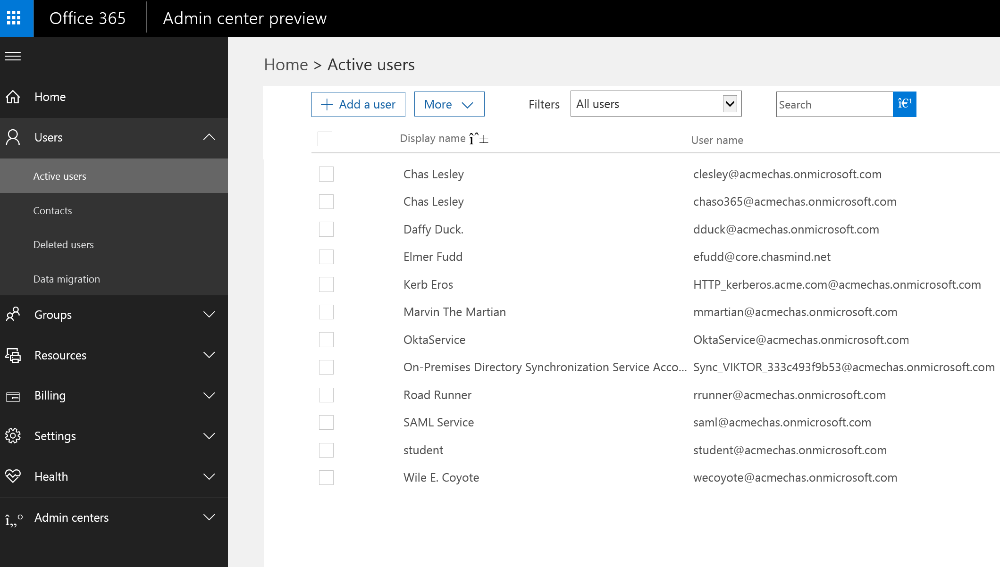 Office 365
Admin center preview
Home > Active users
Home
Users
Active users
Contacts
Deleted users
Data migration
Groups
Resources
Billing
Settings
Health
î„º Admin centers
Add a user
More
Filters
All users
Search
î€¹
Display name îˆ±
User name
Chas Lesley clesley@acmechas.onmicrosoft.com
Chas Lesley chaso365@acmechas.onmicrosoft.com
Daffy Duck. dduck@acmechas.onmicrosoft.com
Elmer Fudd efudd@core.chasmind.net
Kerb Eros HTTP_kerberos.acme.com@acmechas.onmicrosoft.com
Marvin The Martian mmartian@acmechas.onmicrosoft.com
OktaService OktaService@acmechas.onmicrosoft.com
On-Premises Directory Synchronization Service Acco... Sync_VIKTOR_333c493f9b53@acmechas.onmicrosoft.com
Road Runner rrunner@acmechas.onmicrosoft.com
SAML Service saml@acmechas.onmicrosoft.com
student student@acmechas.onmicrosoft.com
Wile E. Coyote wecoyote@acmechas.onmicrosoft.com